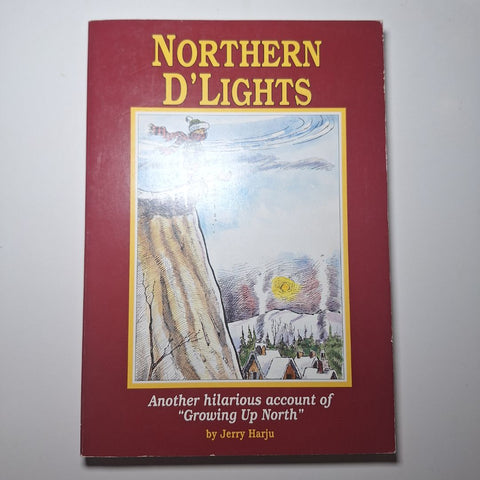 NORTHERN
D'LIGHTS
Another hilarious account of
"Growing Up North"
by Jerry Harju